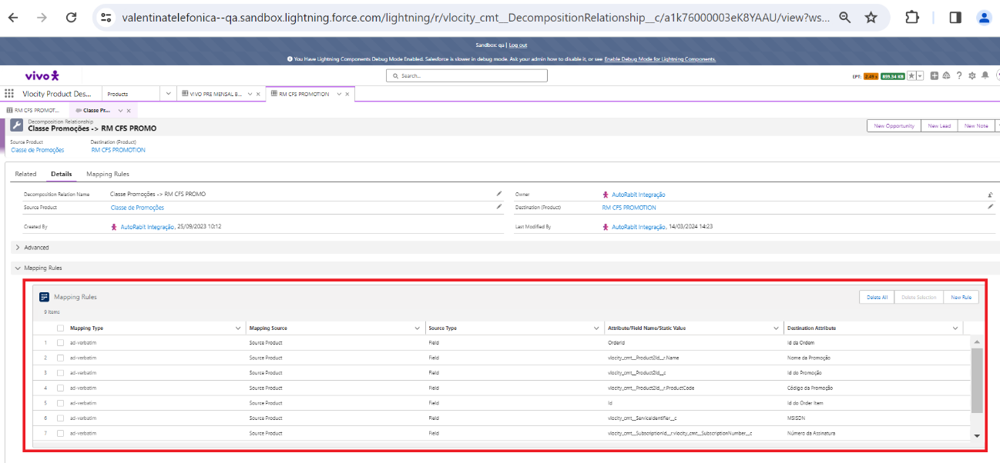 valentinatelefonica--qa.sandbox.lightning.force.com/lightning/r/vlocity_cmt__DecompositionRelationship__c/a1k76000003eK8YAAU/view?ws...
Sandbox: qa | Log out
You Have Lightning Components Debug Mode Enabled. Salesforce is slower in debug mode. Ask your admin how to disable it, or see Enable Debug Mode for Lightning Components.
vivo
Search...
EPT: 2.49 s 859.34 KB
Vlocity Product Des... Products VIVO PRE MENSAL B... RM CFS PROMOTION
RM CFS PROMOT... Classe Pr...
Decomposition Relationship
Classe Promoções -> RM CFS PROMO
New Opportunity New Lead New Note
Source Product Destination (Product)
Classe de Promoções RM CFS PROMOTION
Related Details Mapping Rules
Decomposition Relation Name Classe Promoções -> RM CFS PROMO Owner AutoRabit Integração
Source Product Classe de Promoções Destination (Product) RM CFS PROMOTION
Created By AutoRabit Integração, 25/09/2023 10:12 Last Modified By AutoRabit Integração, 14/03/2024 14:23
Advanced
Mapping Rules
Mapping Rules
Delete All Delete Selection New Rule
9 items
Mapping Type Mapping Source Source Type Attribute/Field Name/Static Value Destination Attribute
1 ad-verbatim Source Product Field OrderId Id da Ordem
2 ad-verbatim Source Product Field vlocity_cmt__Product2Id__r.Name Nome da Promoção
3 ad-verbatim Source Product Field vlocity_cmt__Product2Id__c Id do Promoção
4 ad-verbatim Source Product Field vlocity_cmt__Product2Id__r.ProductCode Código da Promoção
5 ad-verbatim Source Product Field Id Id do Order Item
6 ad-verbatim Source Product Field vlocity_cmt__ServiceIdentifier__c MSISDN
7 ad-verbatim Source Product Field vlocity_cmt__SubscriptionId__r.vlocity_cmt__SubscriptionNumber__c Número da Assinatura